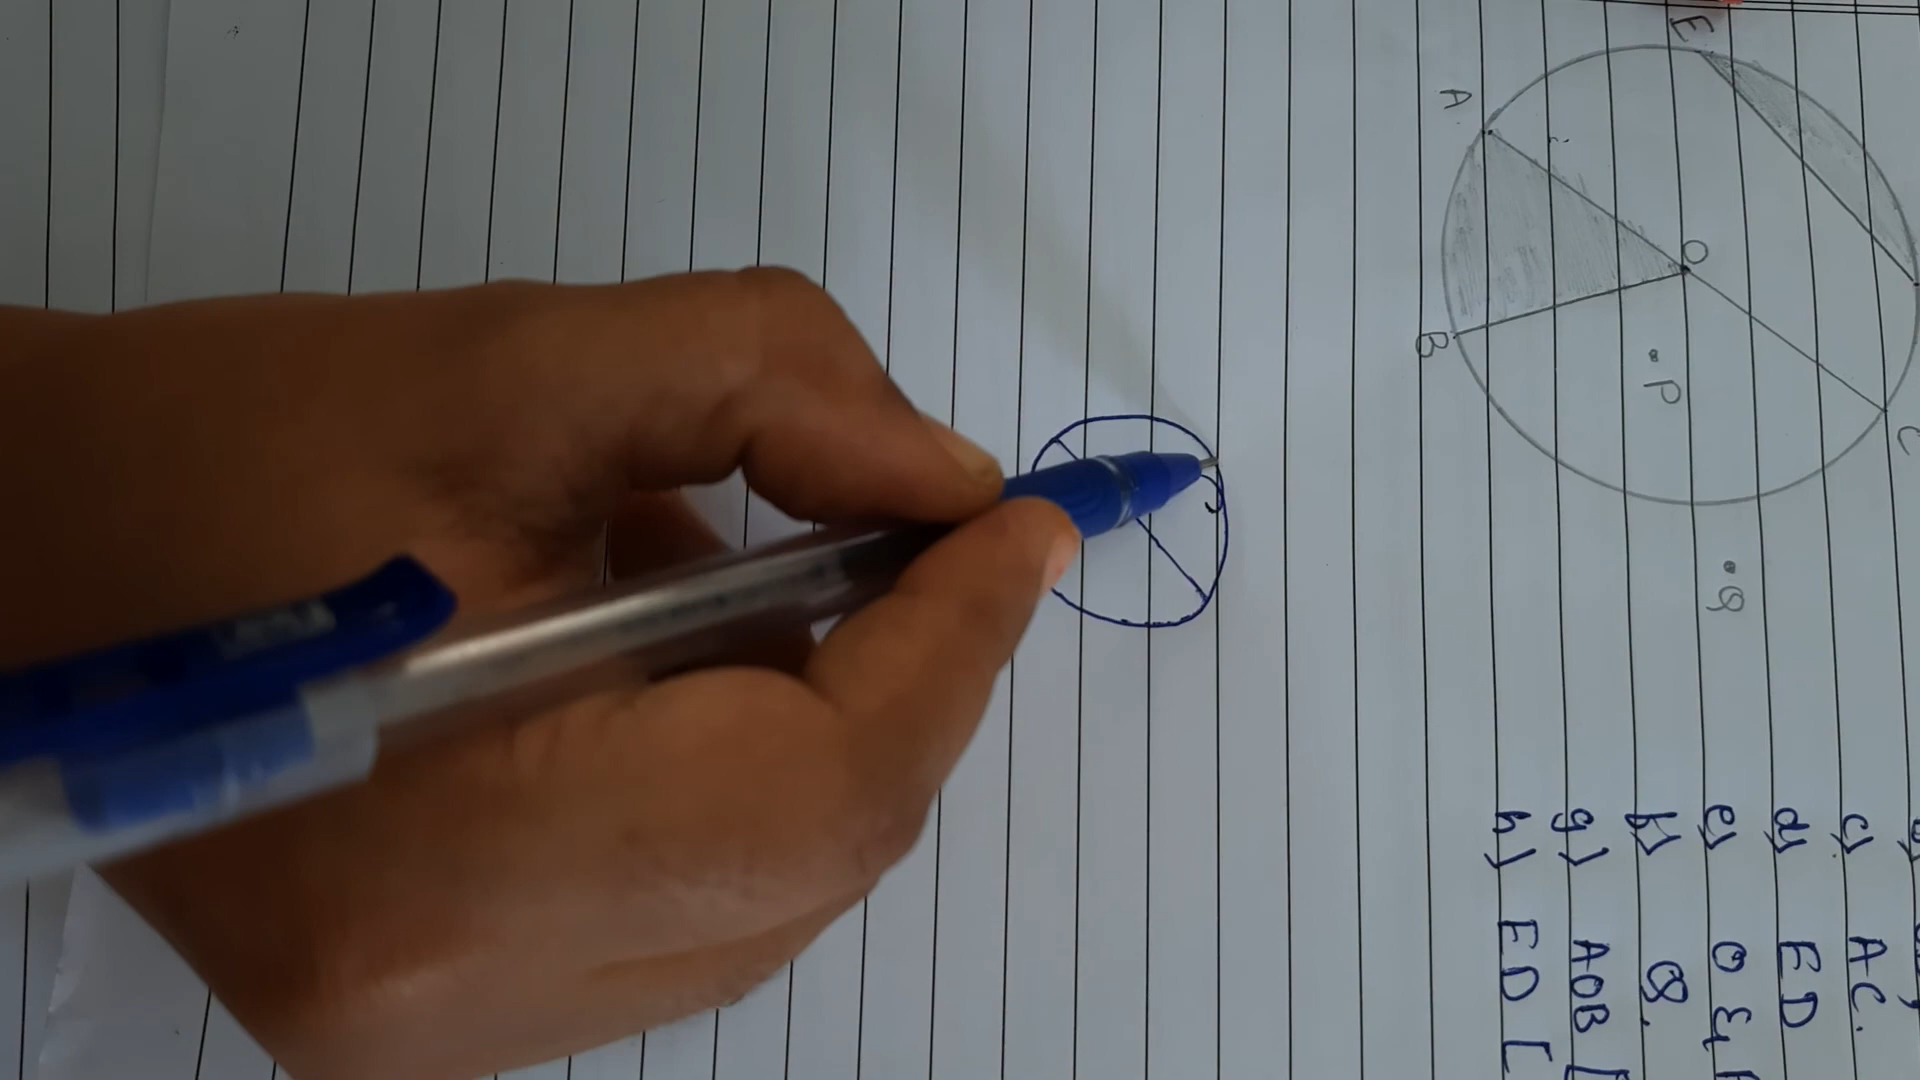 E
A
O
B
C
P
Q
c) AC.
d) ED
e) O &
f) Q.
g) AOB [
h) ED [